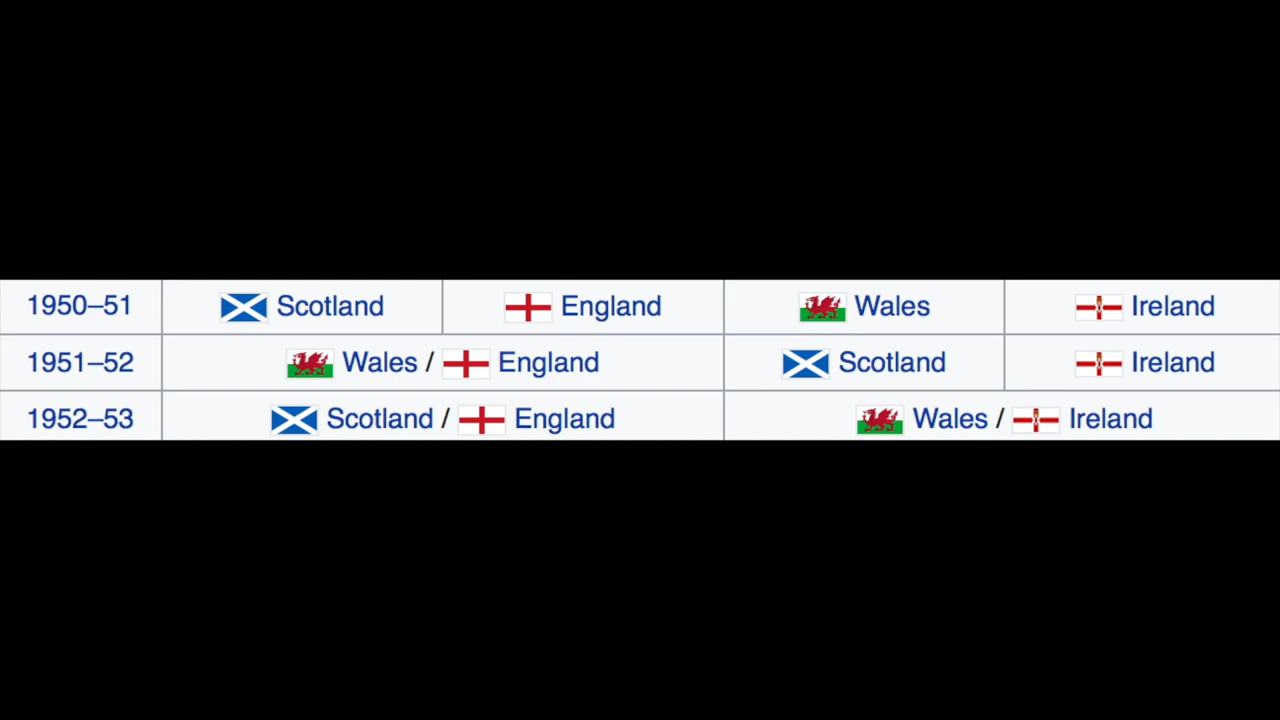 1950–51 Scotland England Wales Ireland
1951–52 Wales / England Scotland Ireland
1952–53 Scotland / England Wales / Ireland